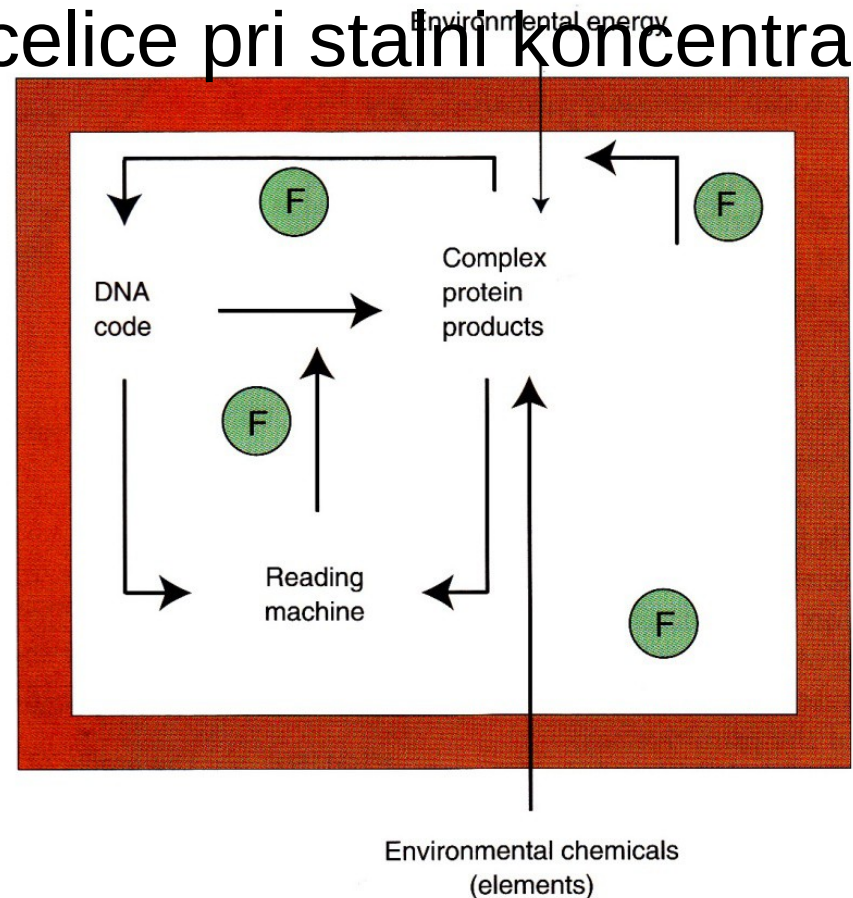 Environmental energy
celice pri stalni koncentra
F
F
Complex
protein
products
DNA
code
F
Reading
machine
F
Environmental chemicals
(elements)